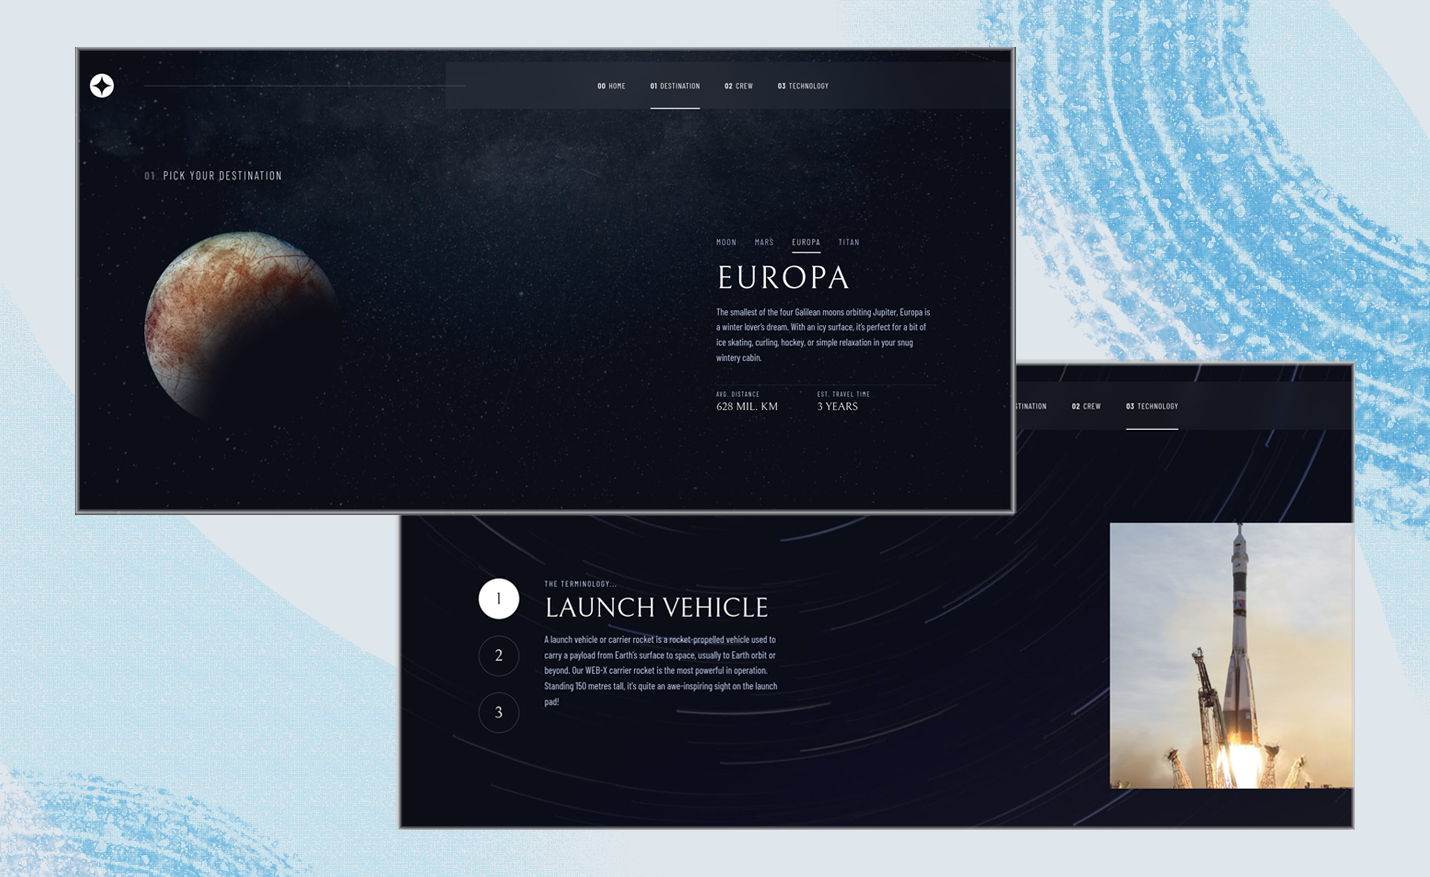 00 HOME 01 DESTINATION 02 CREW 03 TECHNOLOGY
01 PICK YOUR DESTINATION
MOON MARS EUROPA TITAN
EUROPA
The smallest of the four Galilean moons orbiting Jupiter, Europa is
a winter lover's dream. With an icy surface, it's perfect for a bit of
ice skating, curling, hockey, or simple relaxation in your snug
wintery cabin.
AVG. DISTANCE EST. TRAVEL TIME
628 MIL. KM 3 YEARS
STINATION 02 CREW 03 TECHNOLOGY
1
2
3
THE TERMINOLOGY...
LAUNCH VEHICLE
A launch vehicle or carrier rocket is a rocket-propelled vehicle used to
carry a payload from Earth's surface to space, usually to Earth orbit or
beyond. Our WEB-X carrier rocket is the most powerful in operation.
Standing 150 metres tall, it's quite an awe-inspiring sight on the launch
pad!